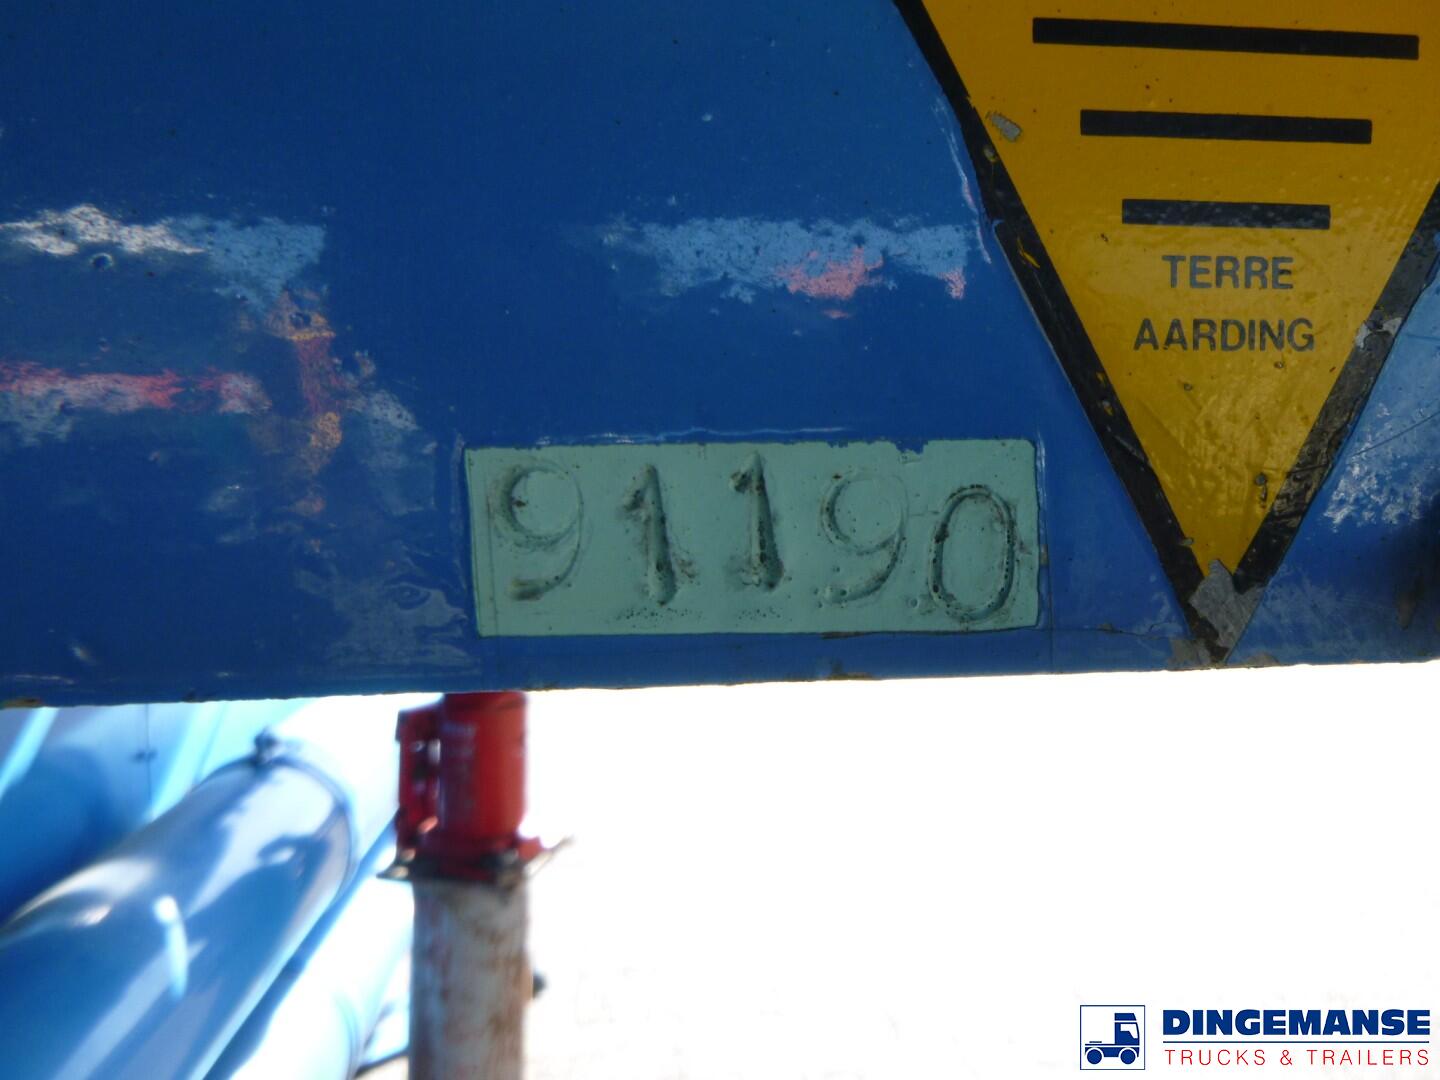 TERRE
AARDING
91190
DINGEMANSE
TRUCKS & TRAILERS